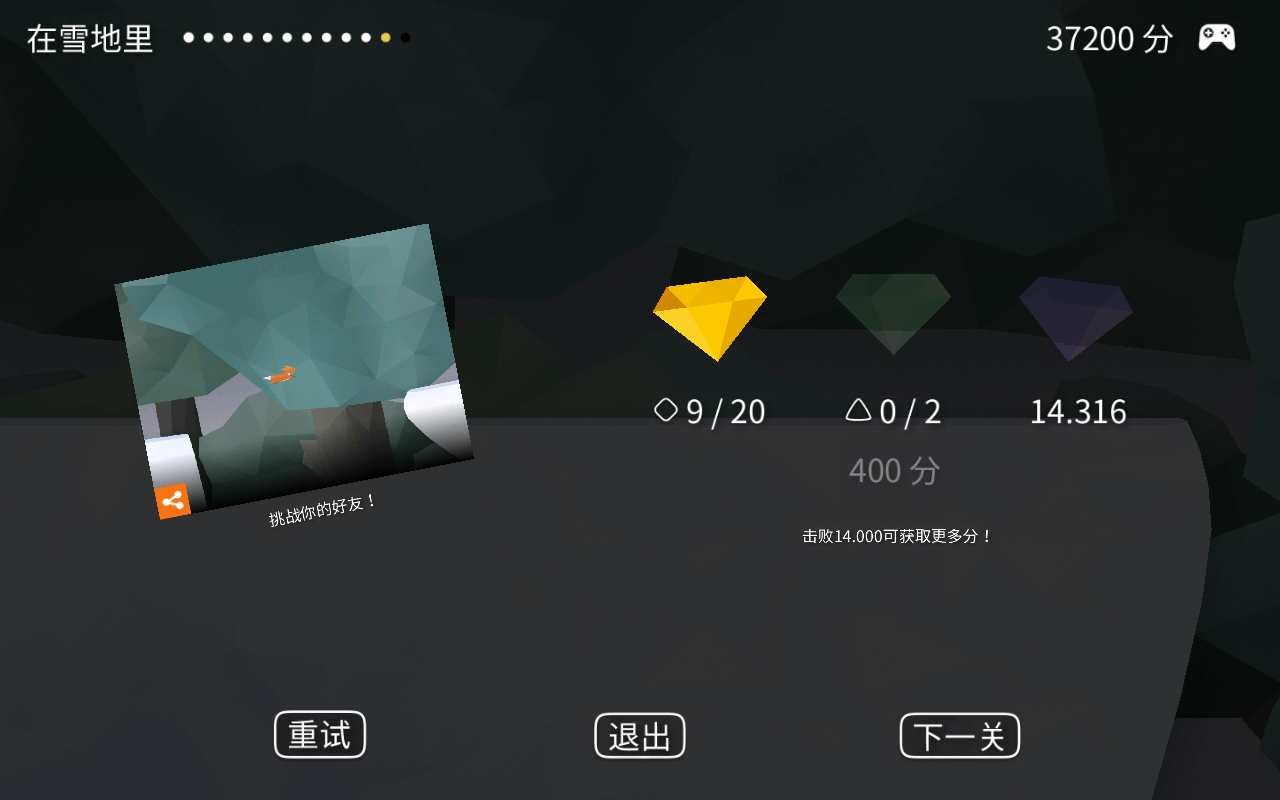 在雪地里
37200 分
9 / 20
0 / 2
14.316
400 分
挑战你的好友！
击败14.000可获取更多分！
重试
退出
下一关